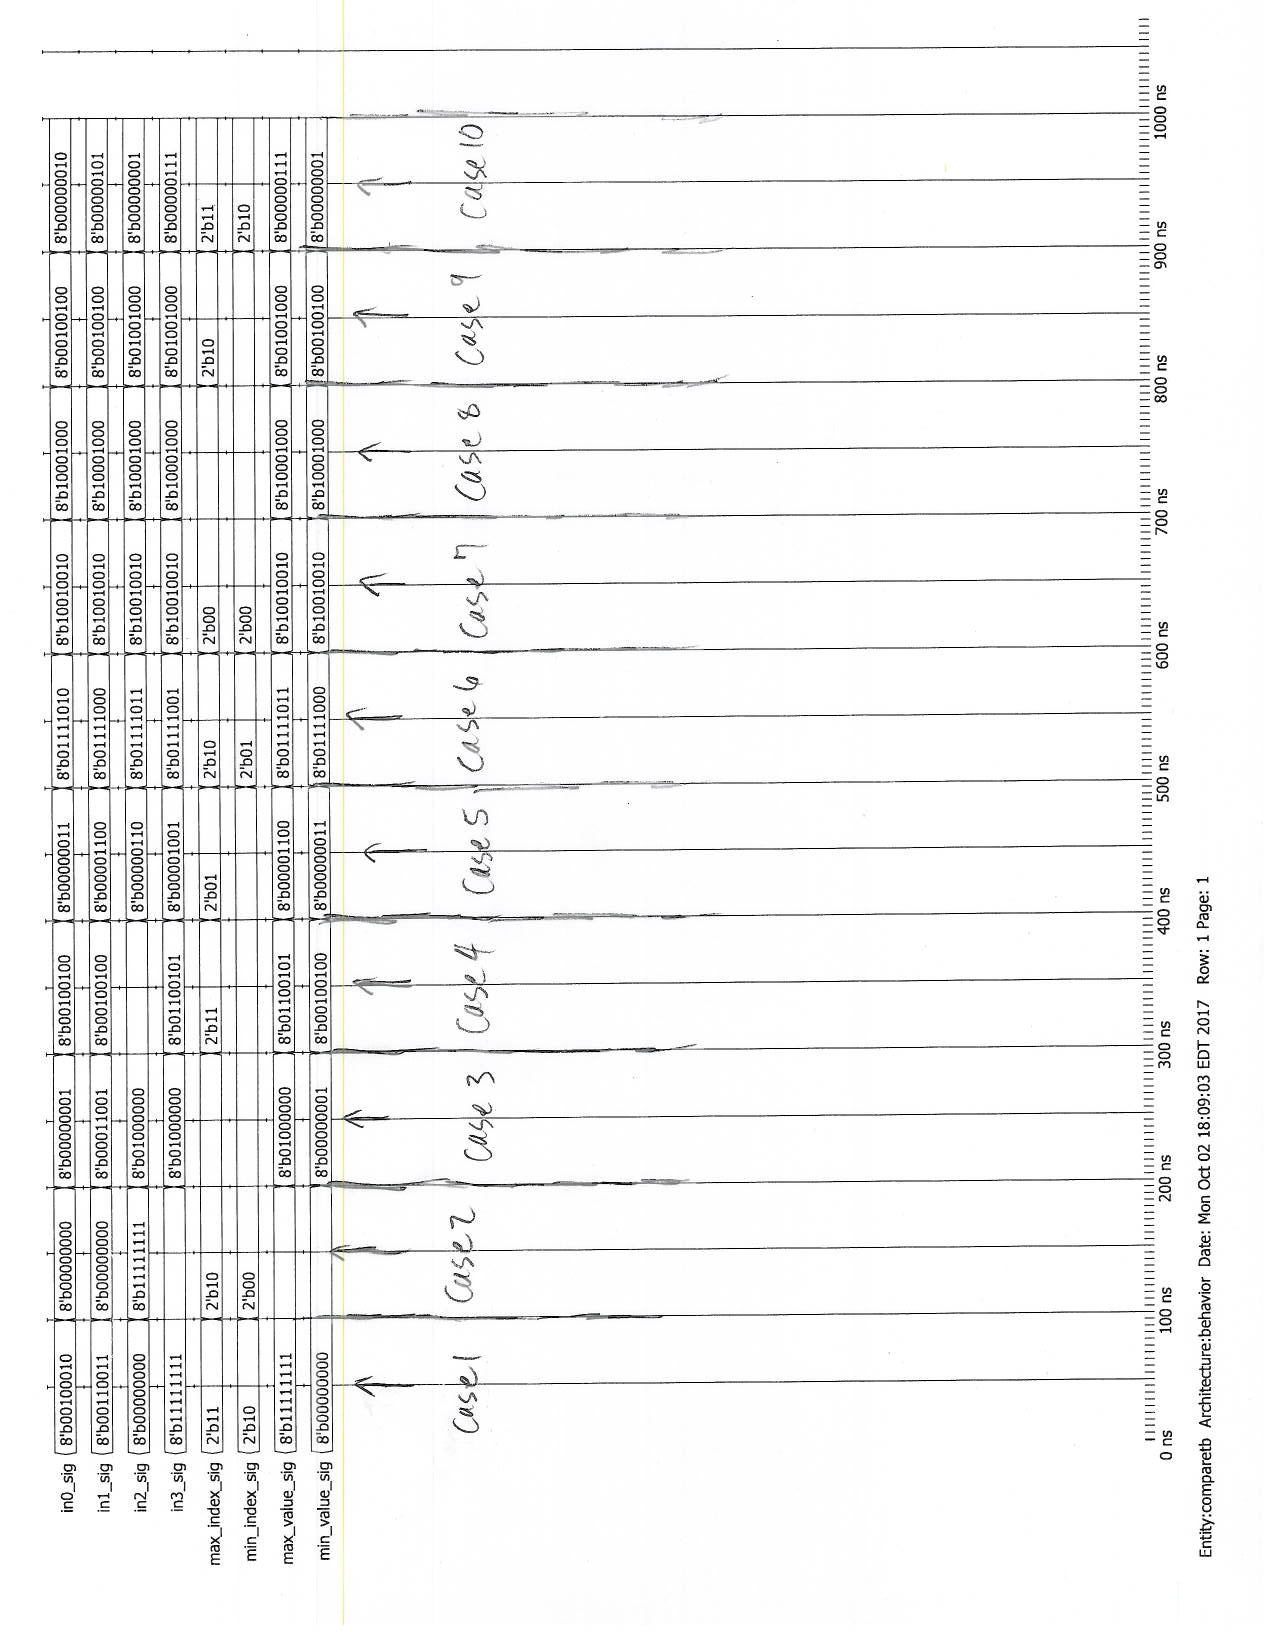 in0_sig 8'b00100010 8'b00000000 8'b00000001 8'b00100100 8'b00000011 8'b01111010 8'b10010010 8'b10001000 8'b00100100 8'b00000010
in1_sig 8'b00110011 8'b00000000 8'b00011001 8'b00100100 8'b00001100 8'b01111000 8'b10010010 8'b10001000 8'b00100100 8'b00000101
in2_sig 8'b00000000 8'b11111111 8'b01000000 8'b00000110 8'b01111011 8'b10010010 8'b10001000 8'b01001000 8'b00000001
in3_sig 8'b11111111 8'b01000000 8'b01100101 8'b00001001 8'b01111001 8'b10010010 8'b10001000 8'b01001000 8'b00000111
max_index_sig 2'b11 2'b10 2'b11 2'b01 2'b10 2'b00 2'b10 2'b11
min_index_sig 2'b10 2'b00 2'b01 2'b00 2'b10
max_value_sig 8'b11111111 8'b01000000 8'b01100101 8'b00001100 8'b01111011 8'b10010010 8'b10001000 8'b01001000 8'b00000111
min_value_sig 8'b00000000 8'b00000001 8'b00100100 8'b00000011 8'b01111000 8'b10010010 8'b10001000 8'b00100100 8'b00000001
Case1 Case2 Case 3 Case 4 Case 5 Case 6 Case 7 Case 8 Case 9 Case 10
0 ns 100 ns 200 ns 300 ns 400 ns 500 ns 600 ns 700 ns 800 ns 900 ns 1000 ns
Entity:comparetb Architecture:behavior Date: Mon Oct 02 18:09:03 EDT 2017 Row: 1 Page: 1